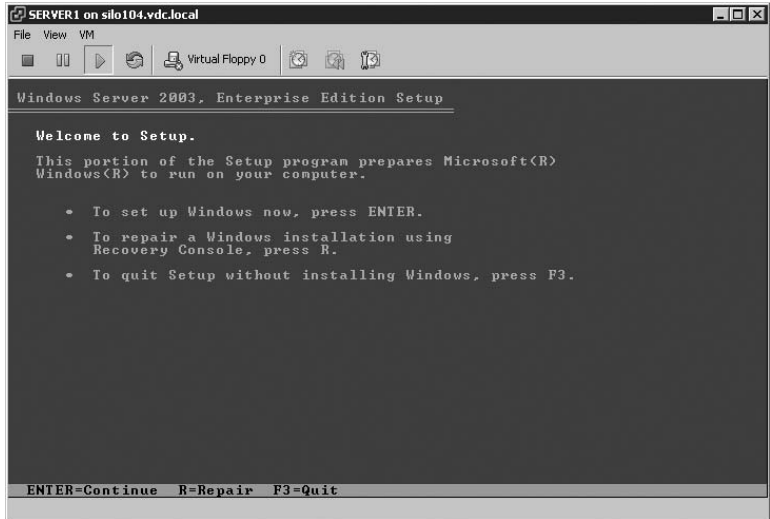 SERVER1 on silo104.vdc.local
File View VM
Virtual Floppy 0
Windows Server 2003, Enterprise Edition Setup
Welcome to Setup.
This portion of the Setup program prepares Microsoft(R)
Windows(R) to run on your computer.
• To set up Windows now, press ENTER.
• To repair a Windows installation using
Recovery Console, press R.
• To quit Setup without installing Windows, press F3.
ENTER=Continue R=Repair F3=Quit